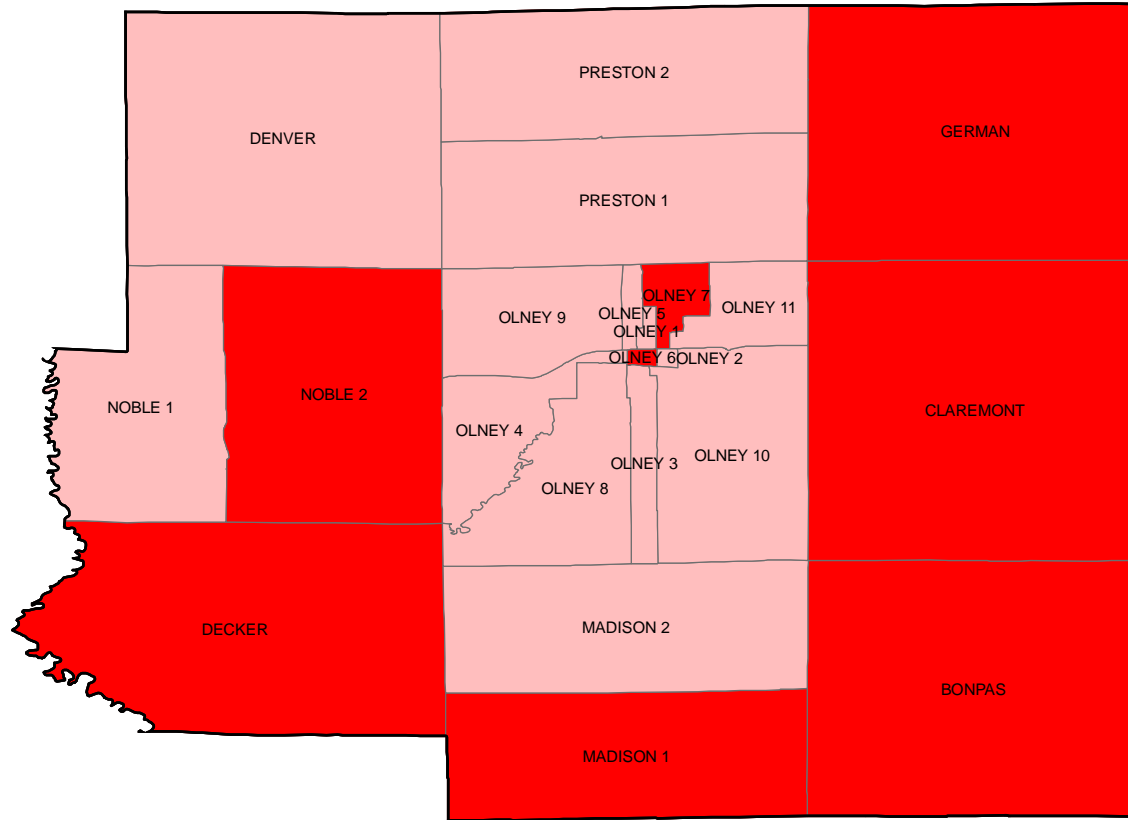 PRESTON 2
DENVER
GERMAN
PRESTON 1
OLNEY 7
OLNEY 11
OLNEY 5
OLNEY 9
OLNEY 1
OLNEY 6
OLNEY 2
NOBLE 2
NOBLE 1
CLAREMONT
OLNEY 4
OLNEY 10
OLNEY 3
OLNEY 8
DECKER
MADISON 2
BONPAS
MADISON 1